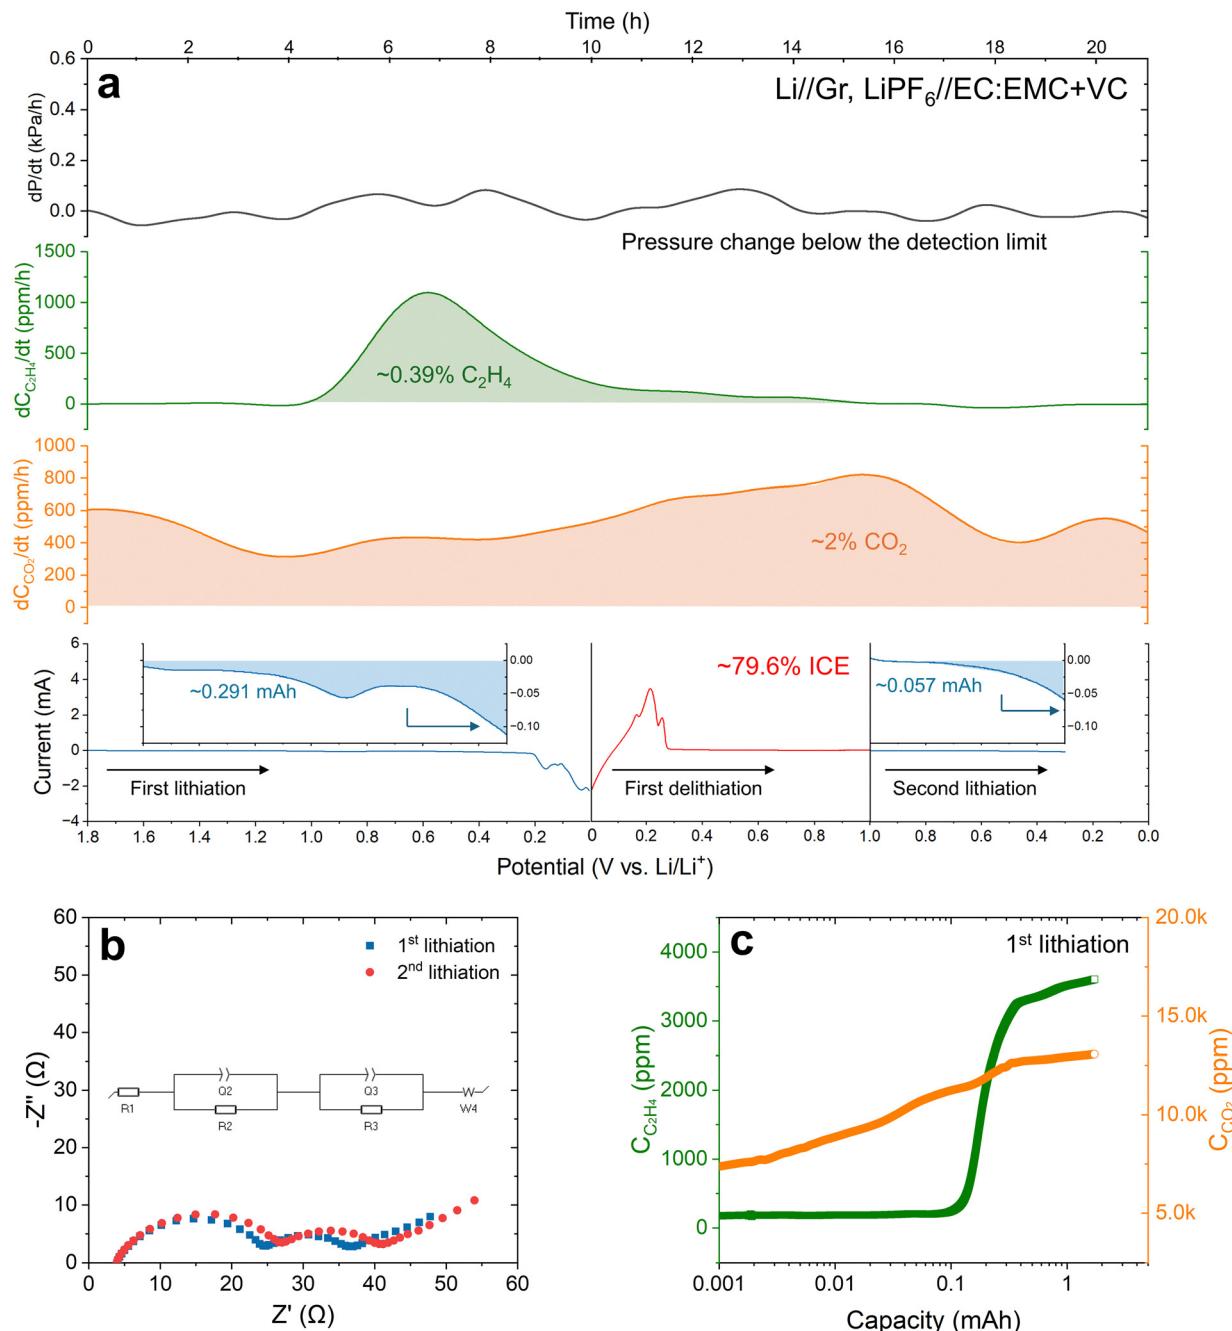 Time (h)
0 2 4 6 8 10 12 14 16 18 20
a
Li//Gr, LiPF₆//EC:EMC+VC
dP/dt (kPa/h)
0.6
0.4
0.2
0.0
Pressure change below the detection limit
dC_C₂H₄/dt (ppm/h)
1500
1000
500
0
~0.39% C₂H₄
dC_CO₂/dt (ppm/h)
1000
800
600
400
200
0
~2% CO₂
Current (mA)
6
4
2
0
−2
−4
~0.291 mAh
0.00
−0.05
−0.10
~79.6% ICE
~0.057 mAh
0.00
−0.05
−0.10
First lithiation
First delithiation
Second lithiation
1.8 1.6 1.4 1.2 1.0 0.8 0.6 0.4 0.2 0 0.2 0.4 0.6 0.8 1.0 0.8 0.6 0.4 0.2 0.0
Potential (V vs. Li/Li⁺)
b
1st lithiation
2nd lithiation
-Z'' (Ω)
60
50
40
30
20
10
0
R1 Q2 R2 Q3 R3 W W4
0 10 20 30 40 50 60
Z' (Ω)
c
1st lithiation
C_C₂H₄ (ppm)
4000
3000
2000
1000
0
20.0k
15.0k
10.0k
5.0k
C_CO₂ (ppm)
0.001 0.01 0.1 1
Capacity (mAh)